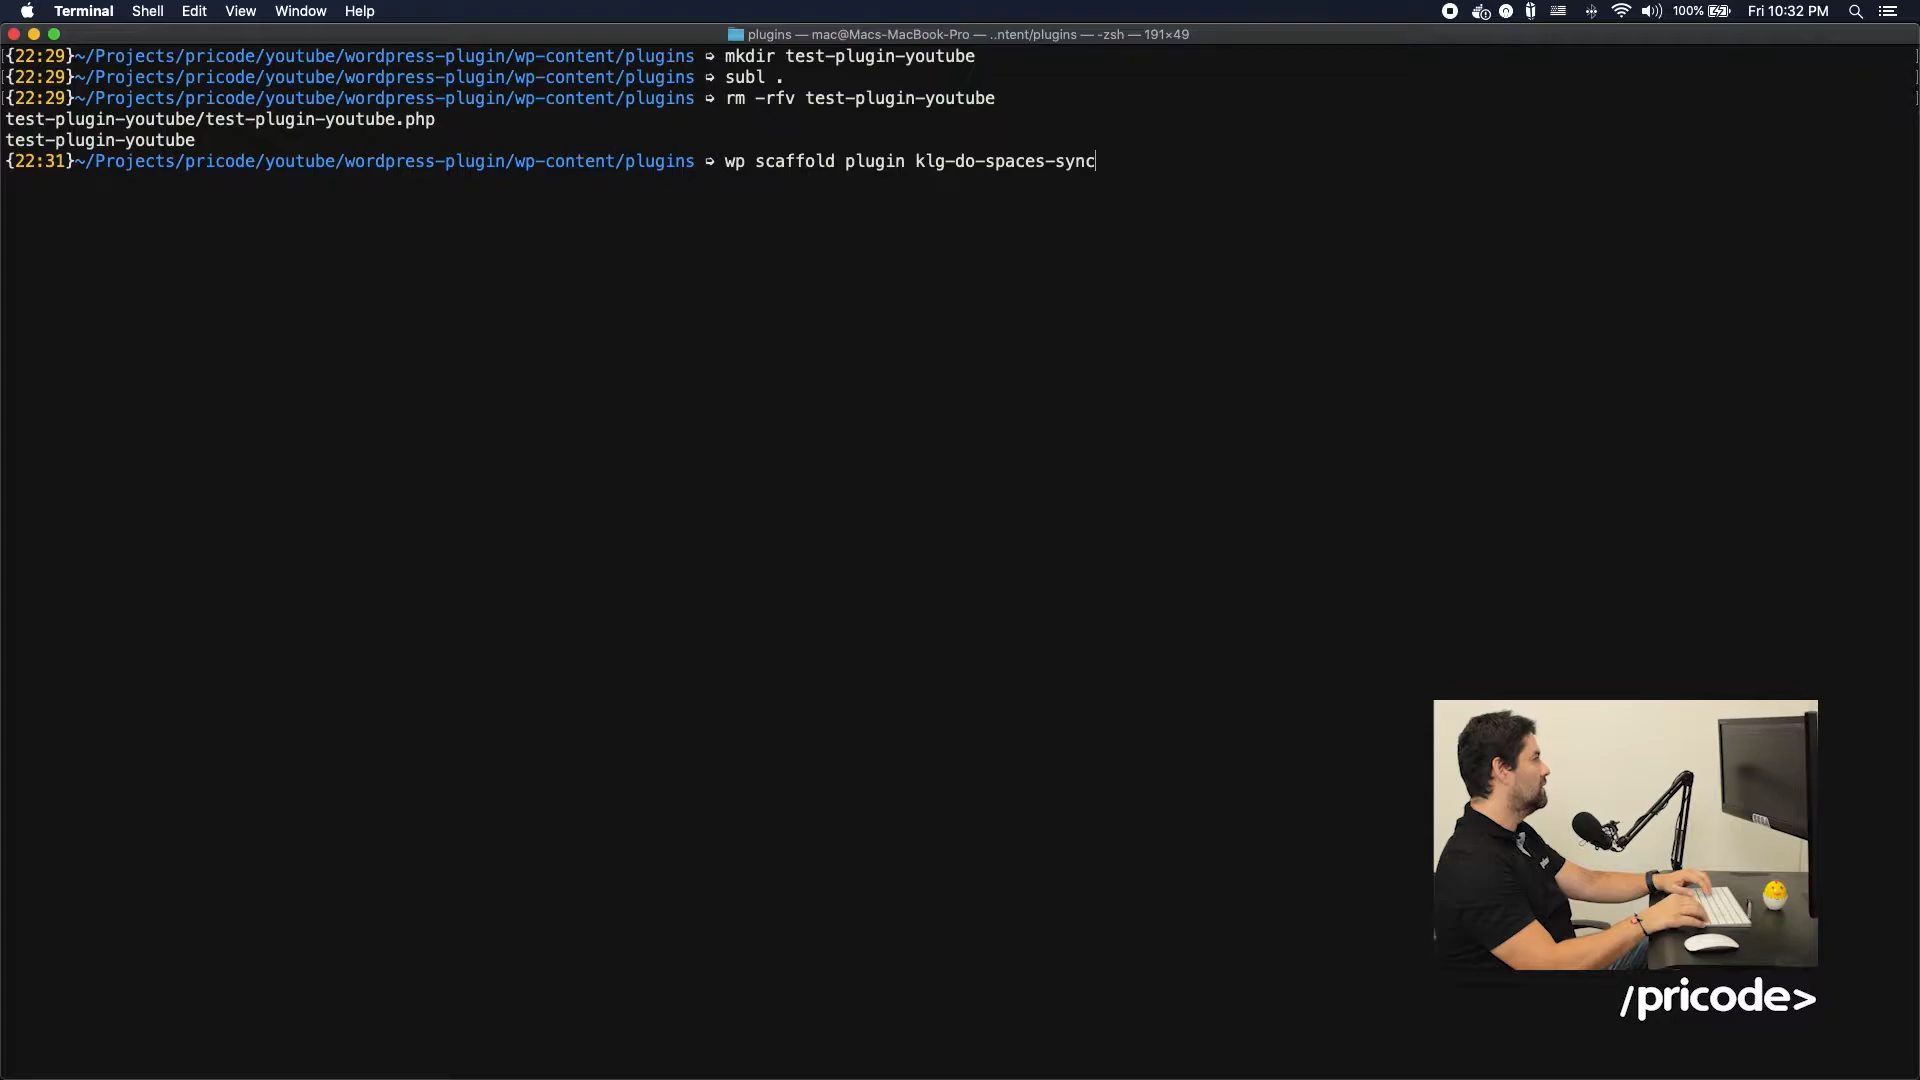 Terminal Shell Edit View Window Help 100% Fri 10:32 PM
plugins — mac@Macs-MacBook-Pro — ..ntent/plugins — -zsh — 191×49
{22:29}~/Projects/pricode/youtube/wordpress-plugin/wp-content/plugins ➭ mkdir test-plugin-youtube
{22:29}~/Projects/pricode/youtube/wordpress-plugin/wp-content/plugins ➭ subl .
{22:29}~/Projects/pricode/youtube/wordpress-plugin/wp-content/plugins ➭ rm -rfv test-plugin-youtube
test-plugin-youtube/test-plugin-youtube.php
test-plugin-youtube
{22:31}~/Projects/pricode/youtube/wordpress-plugin/wp-content/plugins ➭ wp scaffold plugin klg-do-spaces-sync
/pricode>